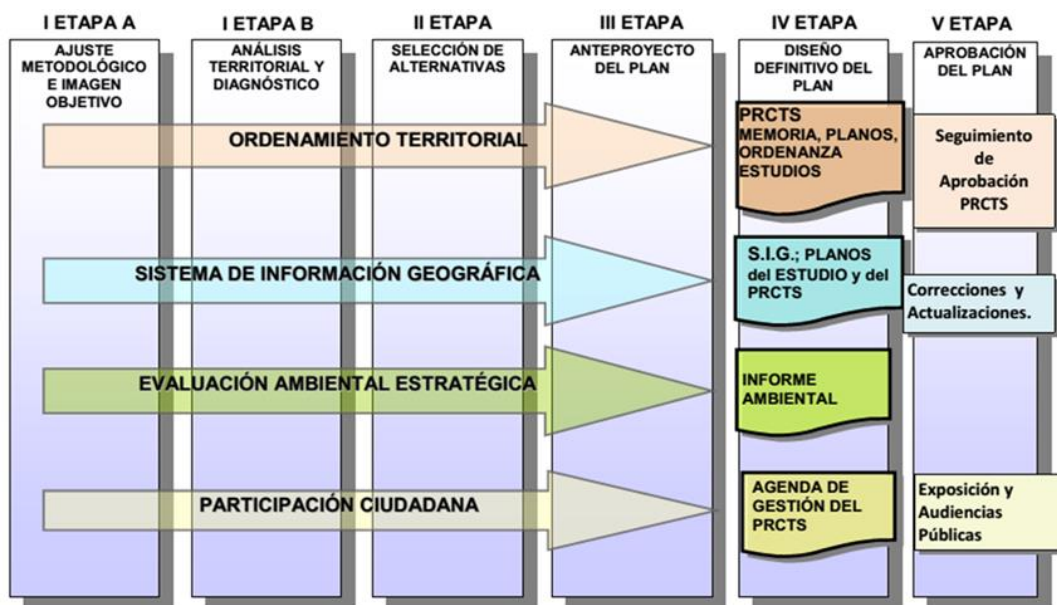 I ETAPA A
AJUSTE
METODOLÓGICO
E IMAGEN
OBJETIVO
I ETAPA B
ANÁLISIS
TERRITORIAL Y
DIAGNÓSTICO
II ETAPA
SELECCIÓN DE
ALTERNATIVAS
III ETAPA
ANTEPROYECTO
DEL PLAN
IV ETAPA
DISEÑO
DEFINITIVO DEL
PLAN
V ETAPA
APROBACIÓN
DEL PLAN
ORDENAMIENTO TERRITORIAL
PRCTS
MEMORIA, PLANOS,
ORDENANZA
ESTUDIOS
Seguimiento
de
Aprobación
PRCTS
SISTEMA DE INFORMACIÓN GEOGRÁFICA
S.I.G.; PLANOS
del ESTUDIO y del
PRCTS
Correcciones y
Actualizaciones.
EVALUACIÓN AMBIENTAL ESTRATÉGICA
INFORME
AMBIENTAL
PARTICIPACIÓN CIUDADANA
AGENDA DE
GESTIÓN DEL
PRCTS
Exposición y
Audiencias
Públicas